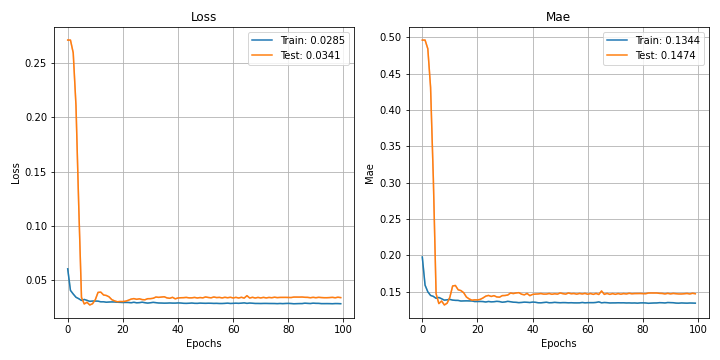 Loss
Train: 0.0285
Test: 0.0341
0.25
0.20
0.15
0.10
0.05
Loss
0 20 40 60 80 100
Epochs
Mae
Train: 0.1344
Test: 0.1474
0.50
0.45
0.40
0.35
0.30
0.25
0.20
0.15
Mae
0 20 40 60 80 100
Epochs